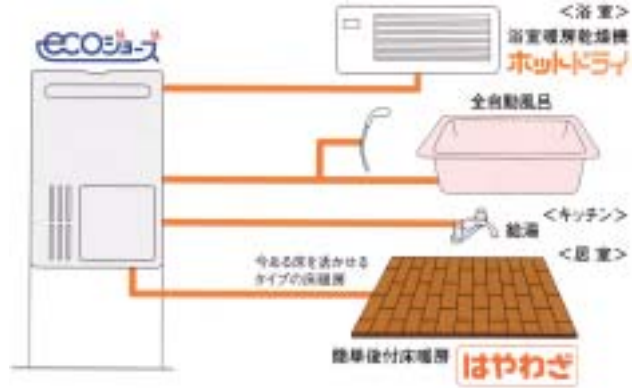 ecoジョーズ
＜浴 室＞
浴室暖房乾燥機
ホットドライ
全自動風呂
＜キッチン＞
給湯
＜居 室＞
今ある床を活かせる
タイプの床暖房
簡単後付床暖房
はやわざ